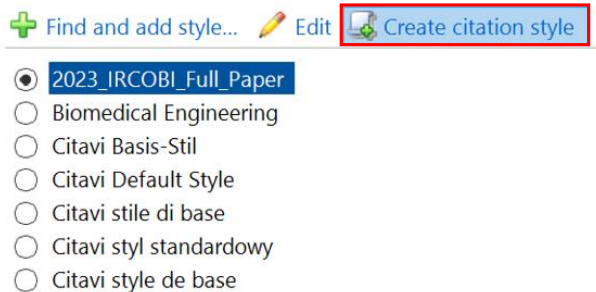 Find and add style... Edit Create citation style
2023_IRCOBI_Full_Paper
Biomedical Engineering
Citavi Basis-Stil
Citavi Default Style
Citavi stile di base
Citavi styl standardowy
Citavi style de base